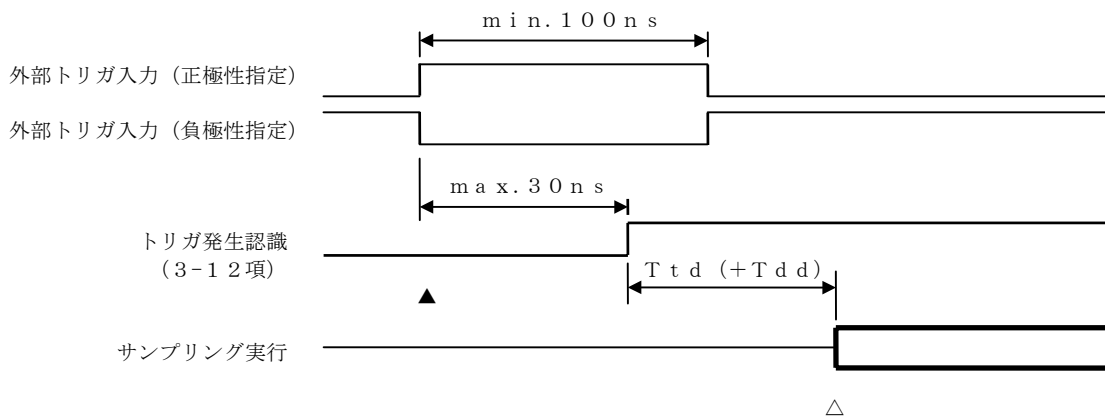 ｍｉｎ.１００ｎｓ
外部トリガ入力（正極性指定）
外部トリガ入力（負極性指定）
ｍａｘ.３０ｎｓ
トリガ発生認識
（３−１２項）
Ｔｔｄ（＋Ｔｄｄ）
▲
サンプリング実行
△